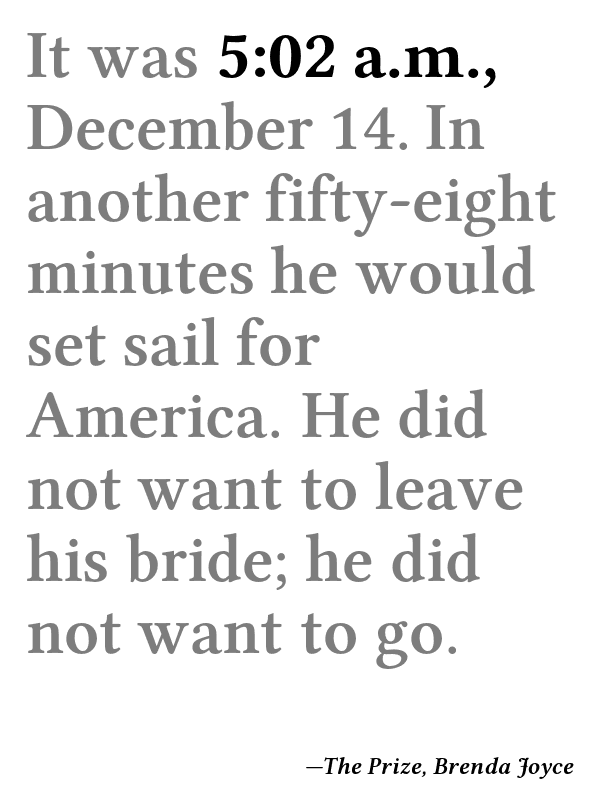 It was 5:02 a.m.,
December 14. In
another fifty-eight
minutes he would
set sail for
America. He did
not want to leave
his bride; he did
not want to go.
—The Prize, Brenda Joyce